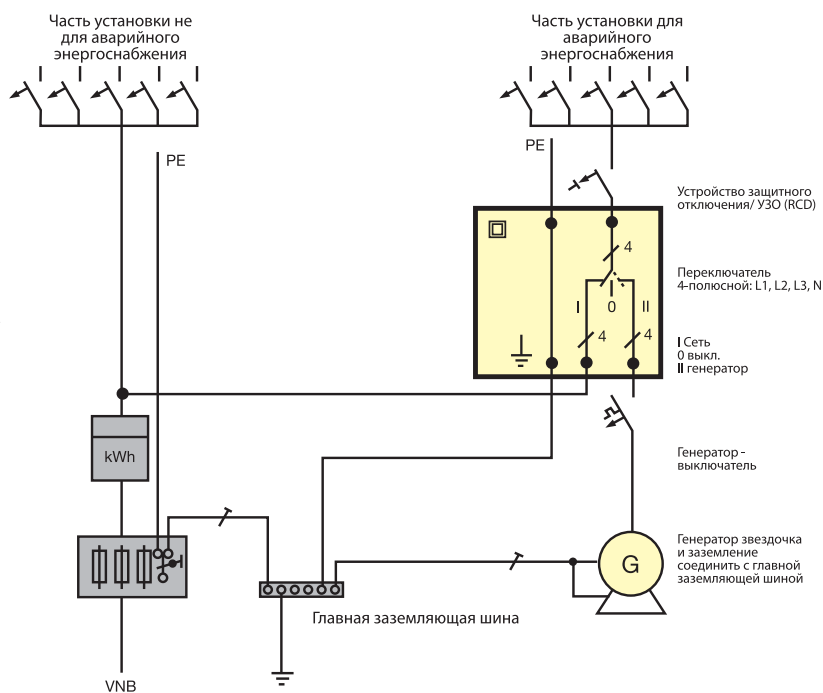 Часть установки не
для аварийного
энергоснабжения
Часть установки для
аварийного
энергоснабжения
PE
PE
Устройство защитного
отключения/ УЗО (RCD)
4
Переключатель
4-полюсной: L1, L2, L3, N
I
0
II
4
4
I Сеть
0 выкл.
II генератор
kWh
Генератор -
выключатель
Генератор звездочка
и заземление
соединить с главной
заземляющей шиной
G
Главная заземляющая шина
VNB